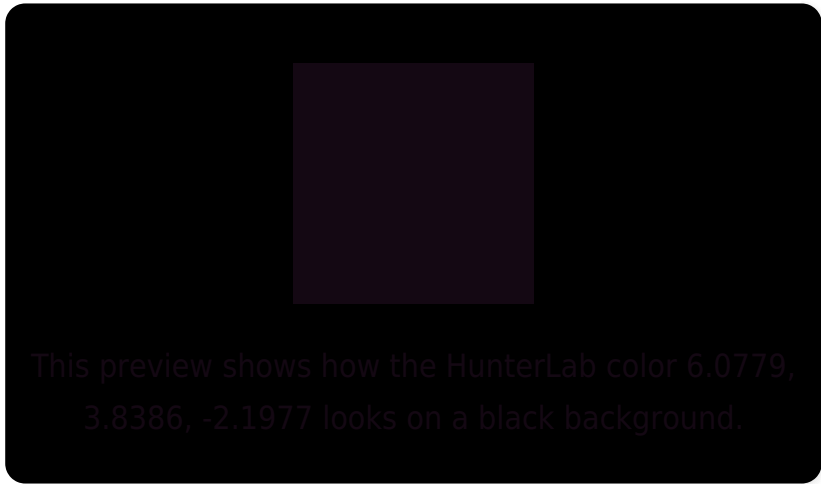 This preview shows how the HunterLab color 6.0779,
3.8386, -2.1977 looks on a black background.